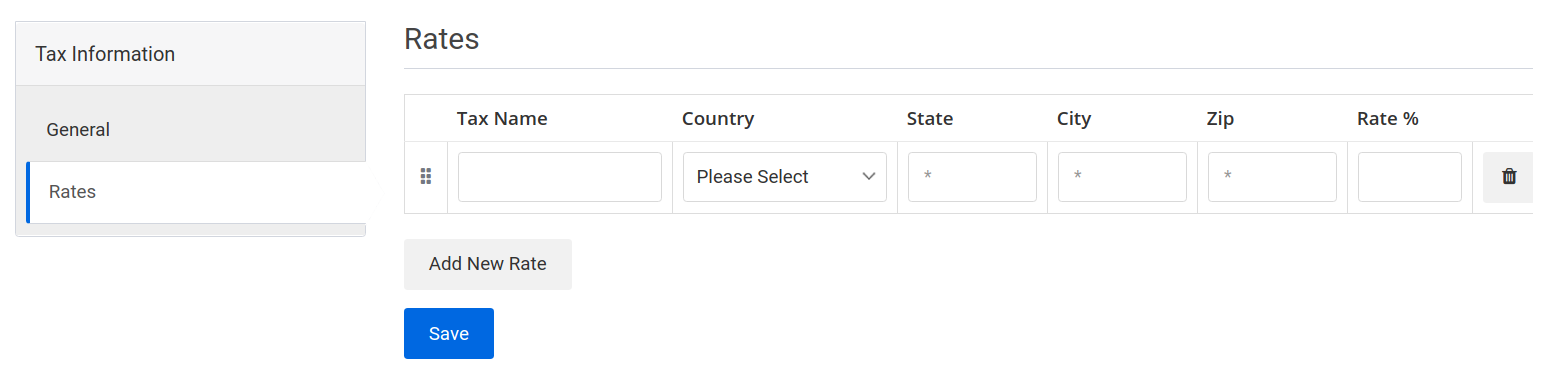 Tax Information
General
Rates
Rates
Tax Name Country State City Zip Rate %
Please Select * * *
Add New Rate
Save